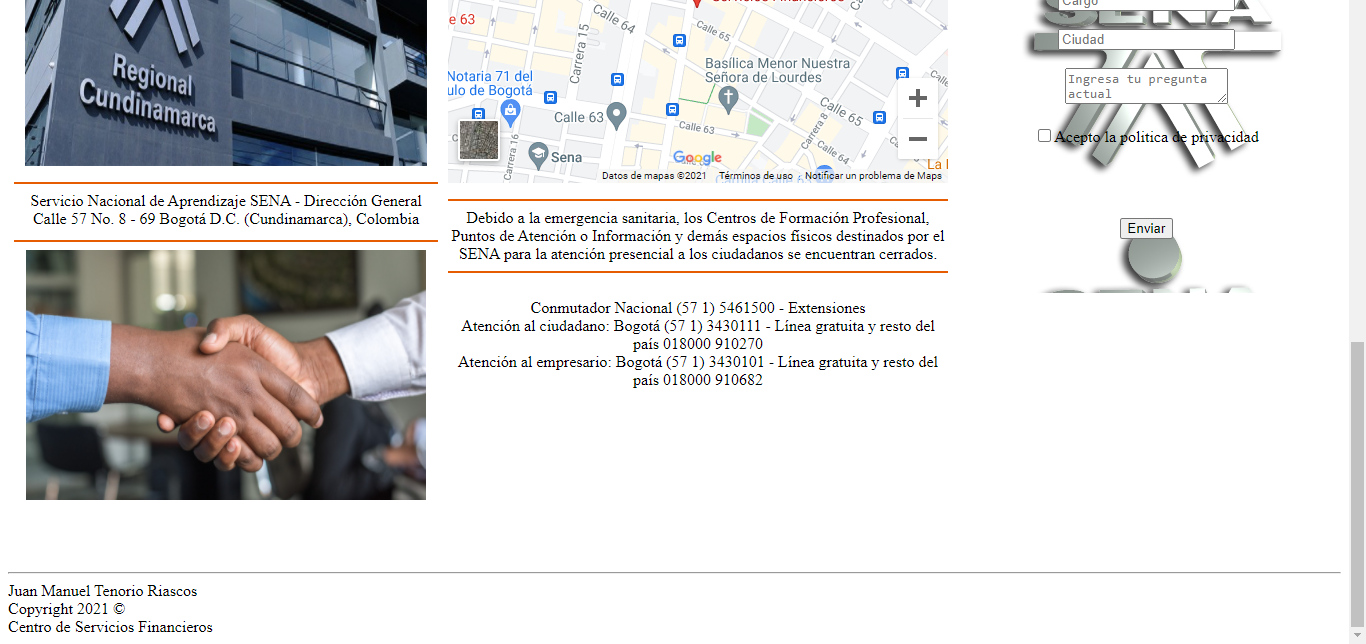 Regional
Cundinamarca
Servicio Nacional de Aprendizaje SENA - Dirección General
Calle 57 No. 8 - 69 Bogotá D.C. (Cundinamarca), Colombia
e 63
Calle 64
Calle 65
Carrera 15
Notaria 71 del
ulo de Bogotá
Basílica Menor Nuestra
Señora de Lourdes
Calle 63
Calle 63
Calle 65
Carrera 16
Carrera 8
Calle 64
Sena
La
Google
Datos de mapas ©2021 Términos de uso Notificar un problema de Maps
Debido a la emergencia sanitaria, los Centros de Formación Profesional,
Puntos de Atención o Información y demás espacios físicos destinados por el
SENA para la atención presencial a los ciudadanos se encuentran cerrados.
Conmutador Nacional (57 1) 5461500 - Extensiones
Atención al ciudadano: Bogotá (57 1) 3430111 - Línea gratuita y resto del
país 018000 910270
Atención al empresario: Bogotá (57 1) 3430101 - Línea gratuita y resto del
país 018000 910682
Cargo
SENA
Ciudad
Ingresa tu pregunta
actual
Acepto la politica de privacidad
Enviar
Juan Manuel Tenorio Riascos
Copyright 2021 ©
Centro de Servicios Financieros